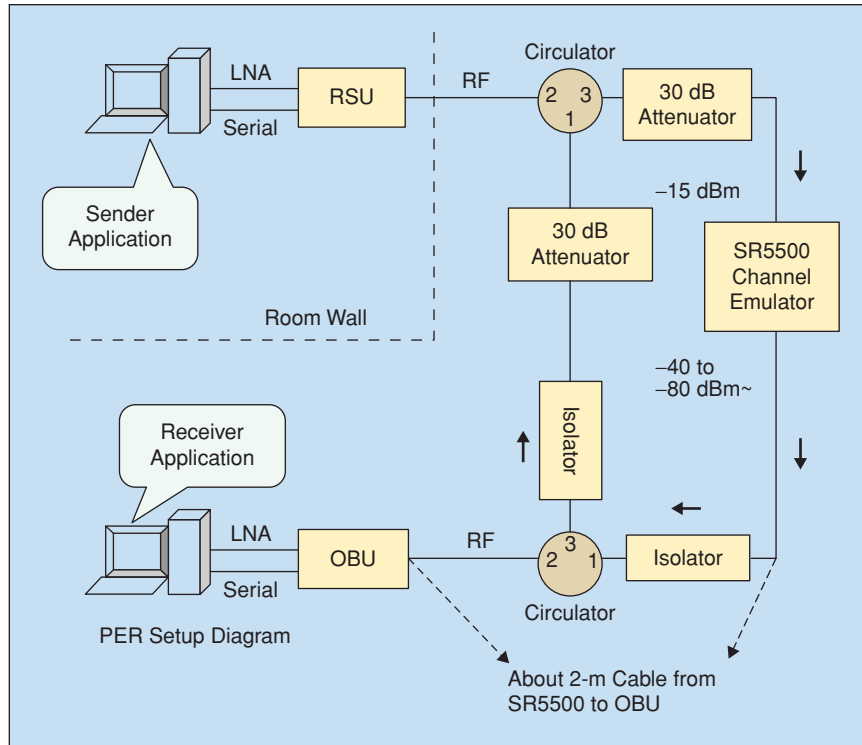 Circulator
LNA
RSU
Serial
RF
2 3
1
30 dB
Attenuator
Sender
Application
–15 dBm
30 dB
Attenuator
SR5500
Channel
Emulator
Room Wall
–40 to
–80 dBm~
Isolator
Receiver
Application
LNA
OBU
Serial
RF
3
2 1
Isolator
Circulator
PER Setup Diagram
About 2-m Cable from
SR5500 to OBU